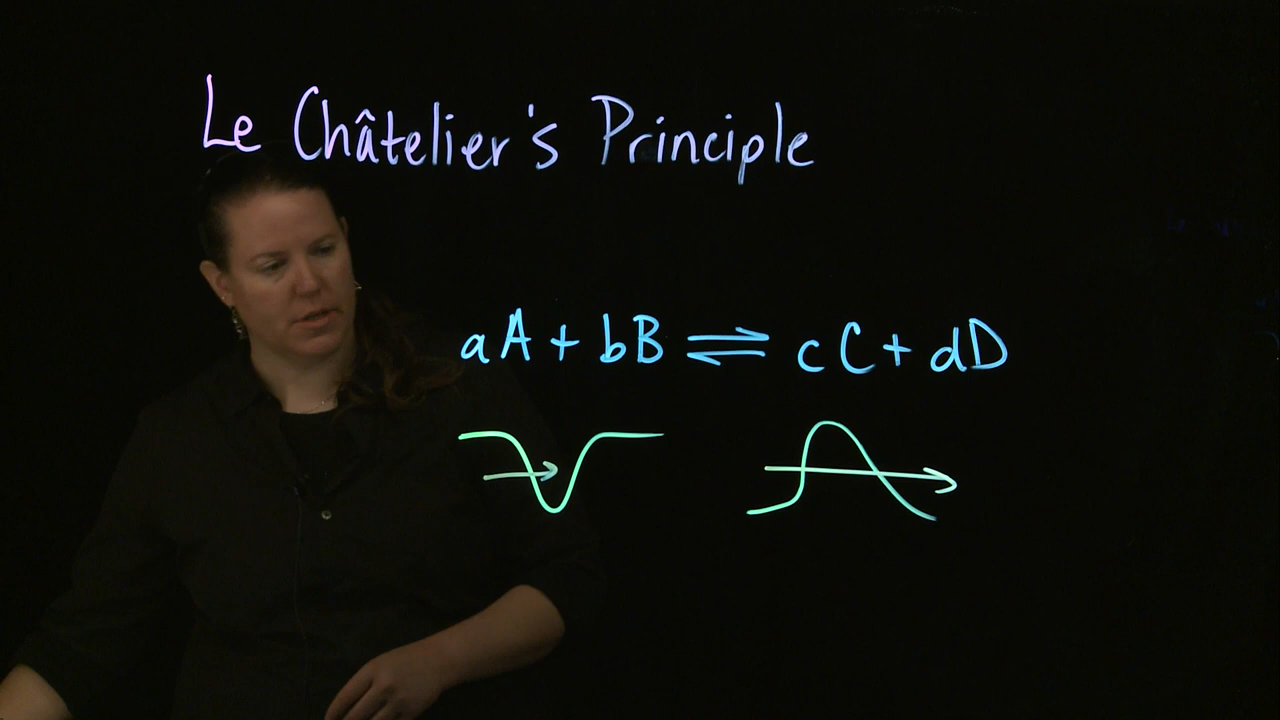 Le Châtelier's Principle
aA + bB ⇌ cC + dD